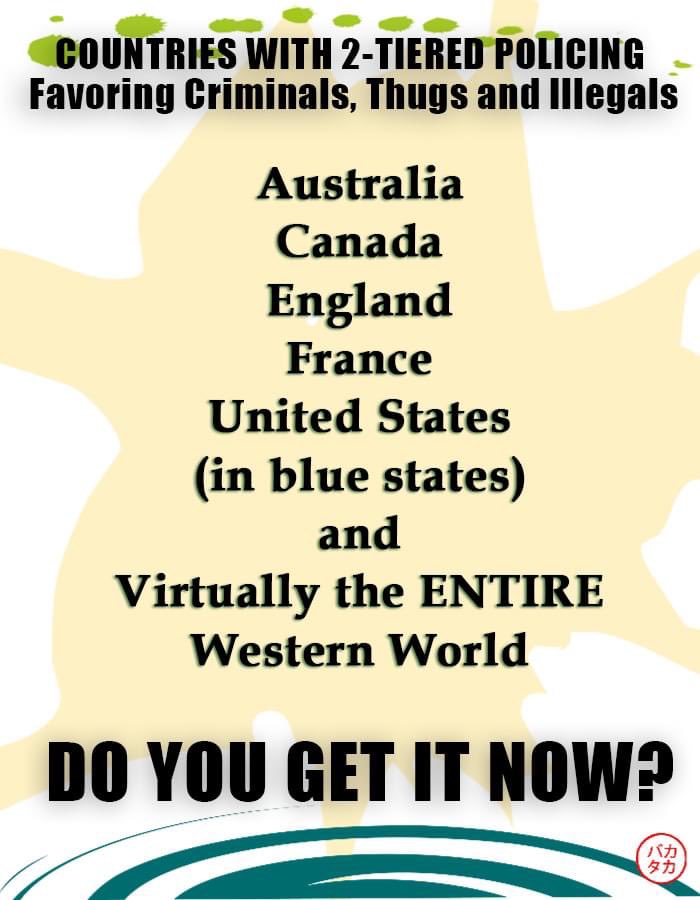 COUNTRIES WITH 2-TIERED POLICING
Favoring Criminals, Thugs and Illegals
Australia
Canada
England
France
United States
(in blue states)
and
Virtually the ENTIRE
Western World
DO YOU GET IT NOW?
バカ
タカ